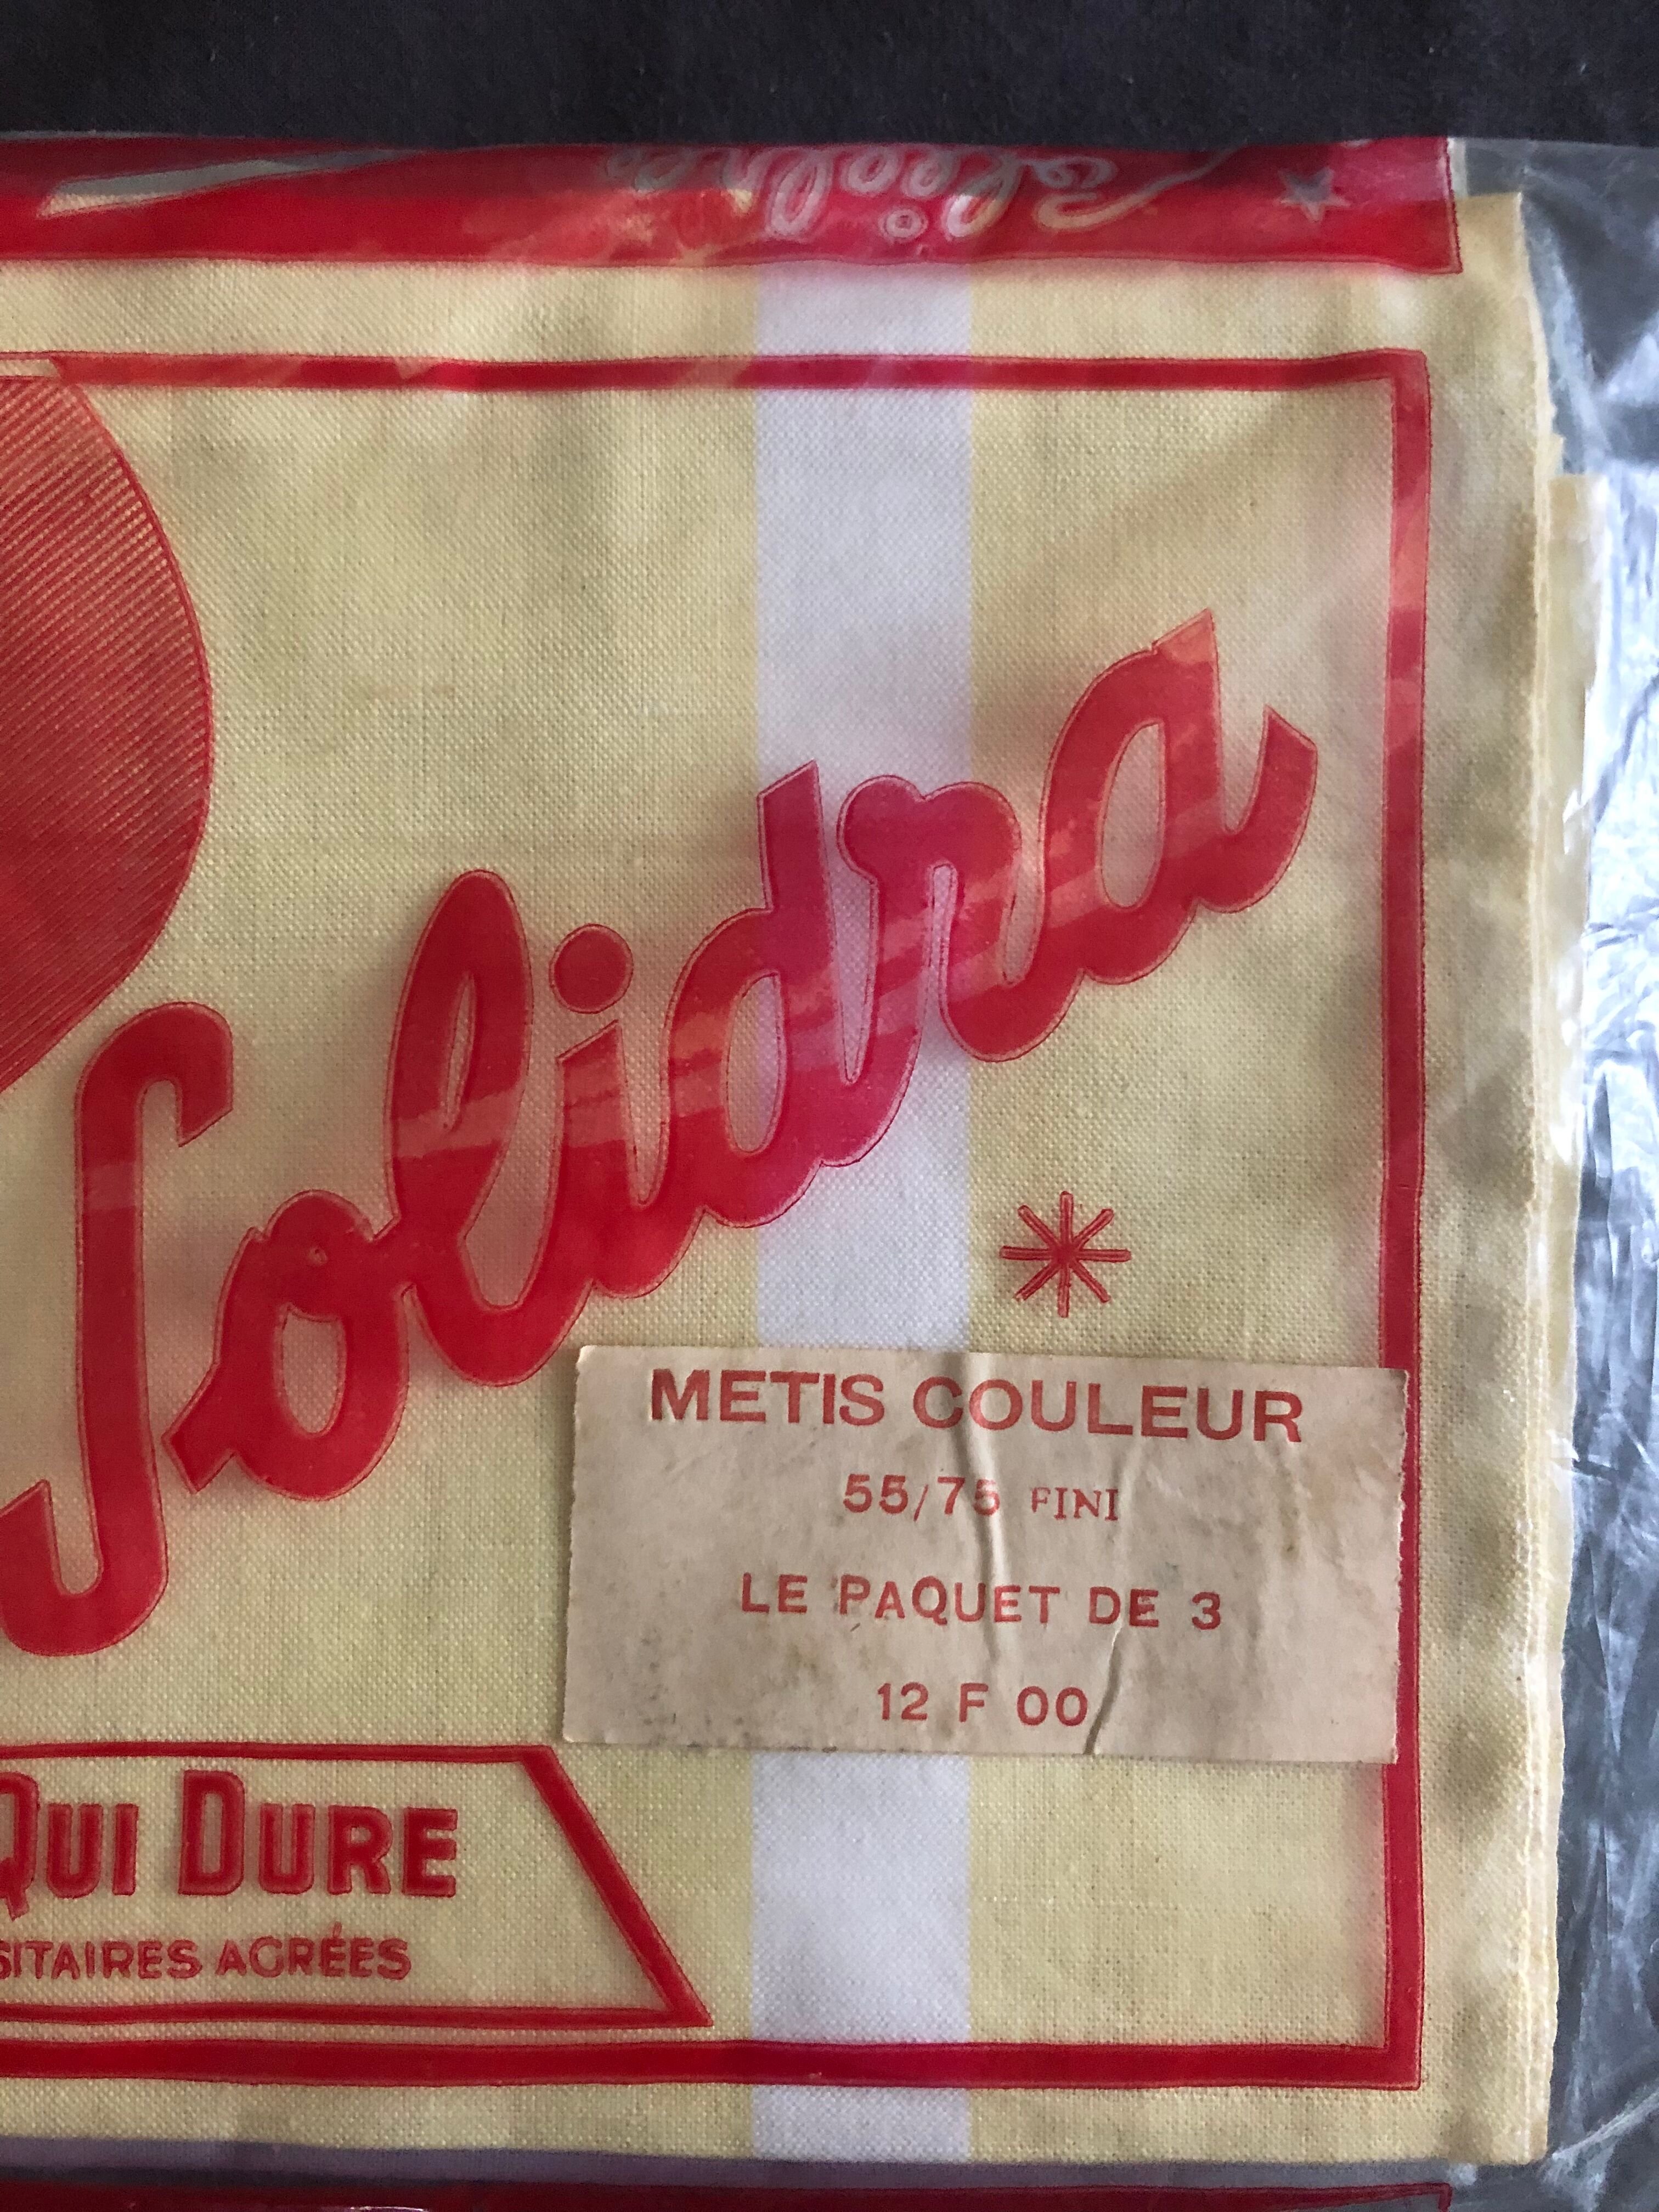 Solidra
Solidra
*
METIS COULEUR
55/75 FINI
LE PAQUET DE 3
12 F 00
QUI DURE
SITAIRES AGRÉES